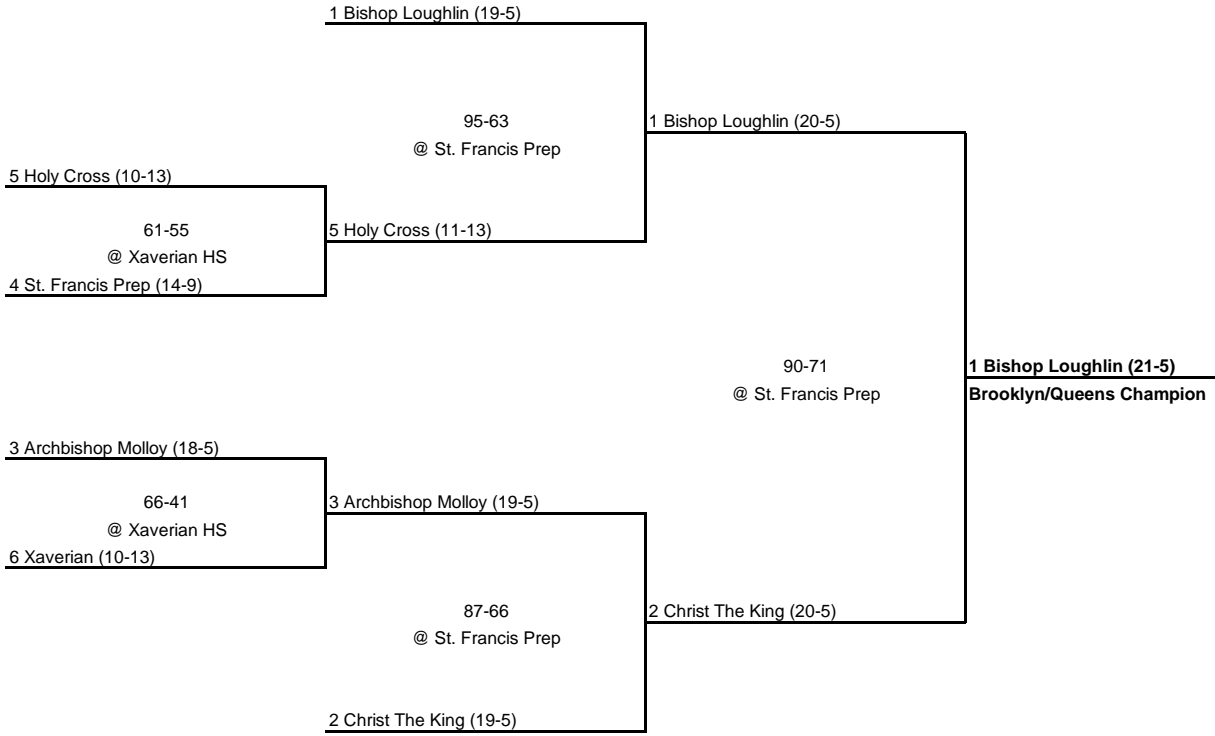 1 Bishop Loughlin (19-5)
95-63
@ St. Francis Prep
1 Bishop Loughlin (20-5)
5 Holy Cross (10-13)
61-55
@ Xaverian HS
5 Holy Cross (11-13)
4 St. Francis Prep (14-9)
90-71
@ St. Francis Prep
1 Bishop Loughlin (21-5)
Brooklyn/Queens Champion
3 Archbishop Molloy (18-5)
66-41
@ Xaverian HS
3 Archbishop Molloy (19-5)
6 Xaverian (10-13)
87-66
@ St. Francis Prep
2 Christ The King (20-5)
2 Christ The King (19-5)